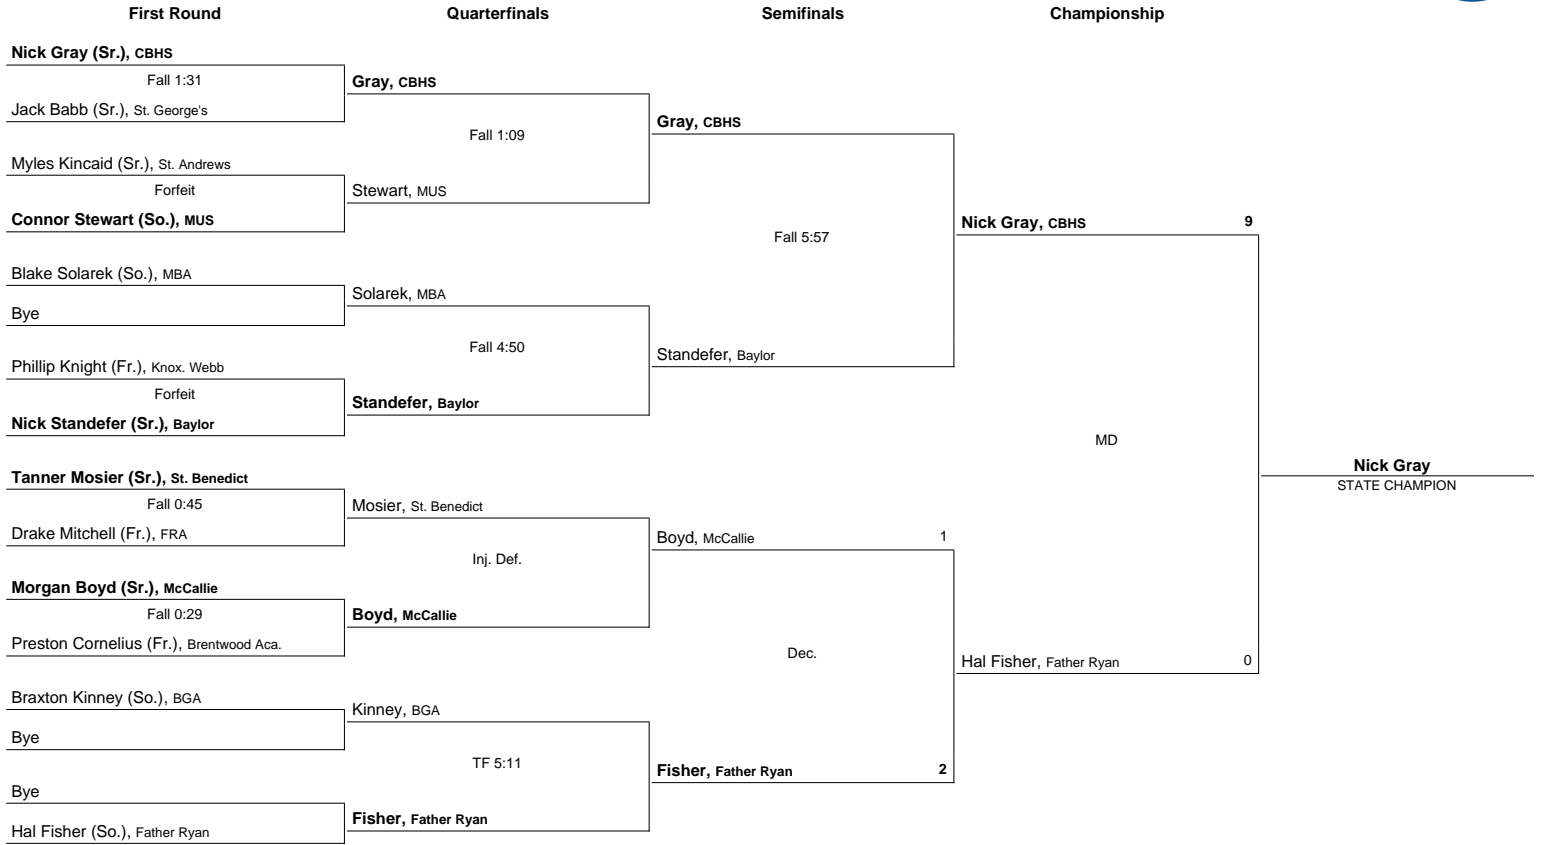 First Round
Quarterfinals
Semifinals
Championship
Nick Gray (Sr.), CBHS
Fall 1:31
Jack Babb (Sr.), St. George's
Myles Kincaid (Sr.), St. Andrews
Forfeit
Connor Stewart (So.), MUS
Blake Solarek (So.), MBA
Bye
Phillip Knight (Fr.), Knox. Webb
Forfeit
Nick Standefer (Sr.), Baylor
Tanner Mosier (Sr.), St. Benedict
Fall 0:45
Drake Mitchell (Fr.), FRA
Morgan Boyd (Sr.), McCallie
Fall 0:29
Preston Cornelius (Fr.), Brentwood Aca.
Braxton Kinney (So.), BGA
Bye
Bye
Hal Fisher (So.), Father Ryan
Gray, CBHS
Fall 1:09
Stewart, MUS
Solarek, MBA
Fall 4:50
Standefer, Baylor
Mosier, St. Benedict
Inj. Def.
Boyd, McCallie
Kinney, BGA
TF 5:11
Fisher, Father Ryan
Gray, CBHS
Fall 5:57
Standefer, Baylor
Boyd, McCallie 1
Dec.
Fisher, Father Ryan 2
Nick Gray, CBHS 9
MD
Hal Fisher, Father Ryan 0
Nick Gray
STATE CHAMPION